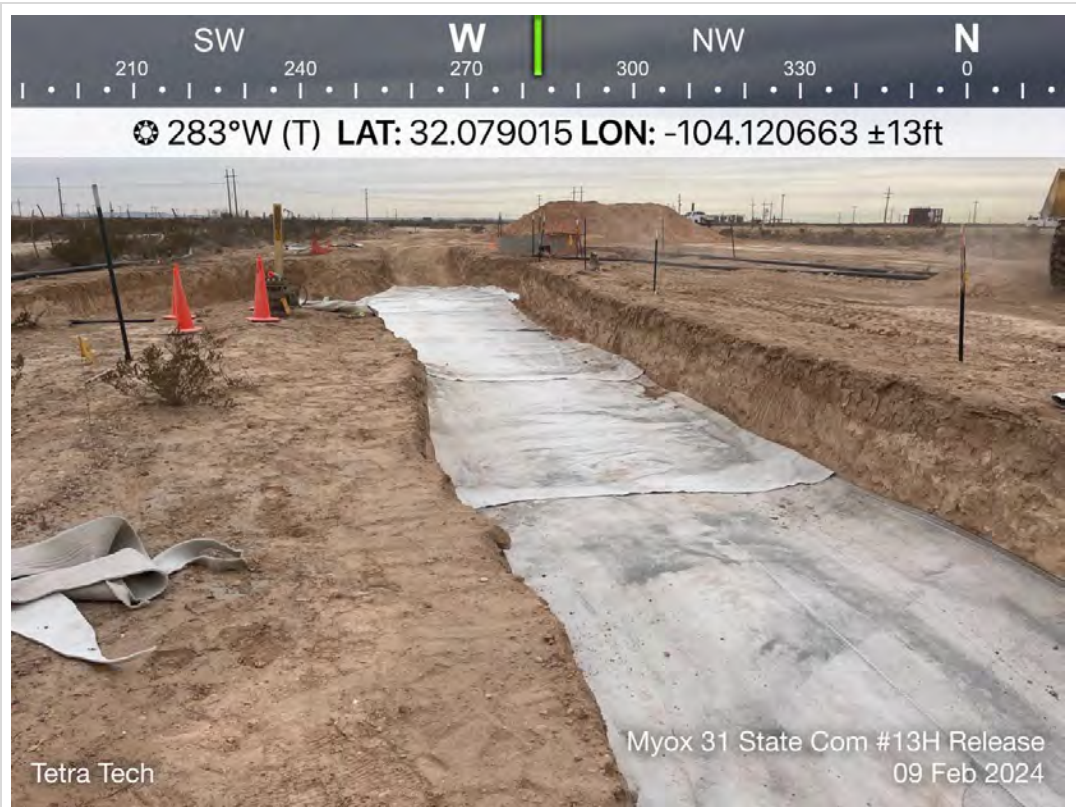 SW W NW N
210 240 270 300 330 0
283°W (T) LAT: 32.079015 LON: -104.120663 ±13ft
Myox 31 State Com #13H Release
Tetra Tech 09 Feb 2024